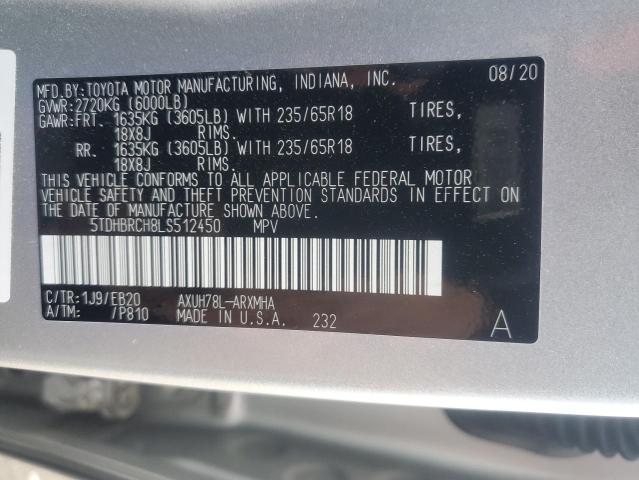 MFD.BY:TOYOTA MOTOR MANUFACTURING, INDIANA, INC. 08/20
GVWR:2720KG (6000LB)
GAWR:FRT. 1635KG (3605LB) WITH 235/65R18 TIRES,
18X8J RIMS.
RR. 1635KG (3605LB) WITH 235/65R18 TIRES,
18X8J RIMS.
THIS VEHICLE CONFORMS TO ALL APPLICABLE FEDERAL MOTOR
VEHICLE SAFETY AND THEFT PREVENTION STANDARDS IN EFFECT ON
THE DATE OF MANUFACTURE SHOWN ABOVE.
5TDHBRCH8LS512450 MPV
C/TR:1J9/EB20 AXUH78L-ARXMHA
A/TM: /P810 MADE IN U.S.A. 232
A